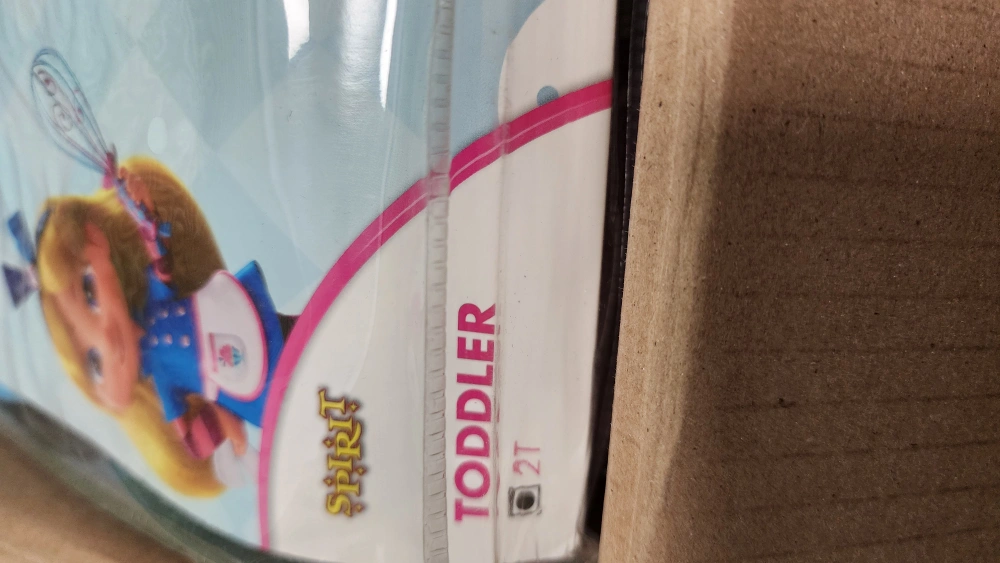 SPIRIT
TODDLER
2T